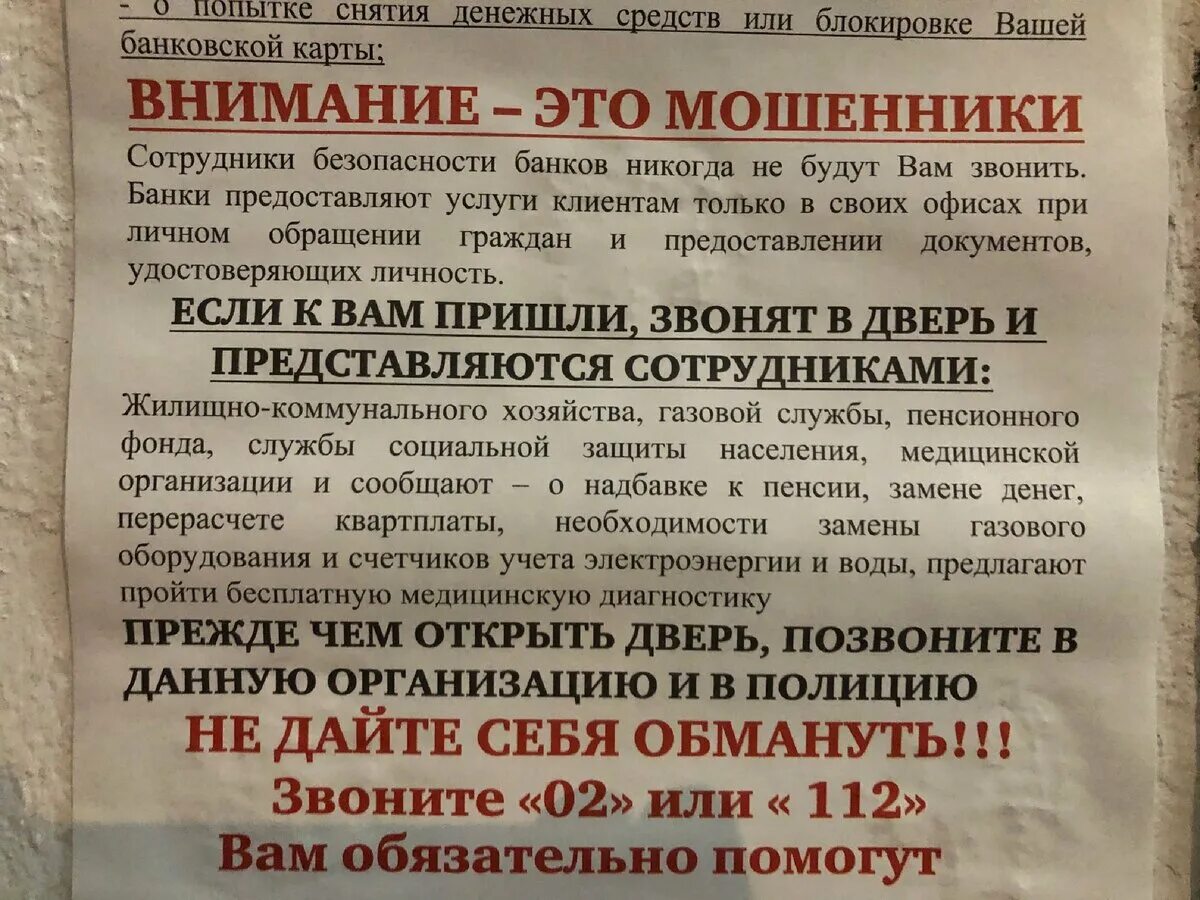 - о попытке снятия денежных средств или блокировке Вашей
банковской карты;
ВНИМАНИЕ – ЭТО МОШЕННИКИ
Сотрудники безопасности банков никогда не будут Вам звонить.
Банки предоставляют услуги клиентам только в своих офисах при
личном обращении граждан и предоставлении документов,
удостоверяющих личность.
ЕСЛИ К ВАМ ПРИШЛИ, ЗВОНЯТ В ДВЕРЬ И
ПРЕДСТАВЛЯЮТСЯ СОТРУДНИКАМИ:
Жилищно-коммунального хозяйства, газовой службы, пенсионного
фонда, службы социальной защиты населения, медицинской
организации и сообщают – о надбавке к пенсии, замене денег,
перерасчете квартплаты, необходимости замены газового
оборудования и счетчиков учета электроэнергии и воды, предлагают
пройти бесплатную медицинскую диагностику
ПРЕЖДЕ ЧЕМ ОТКРЫТЬ ДВЕРЬ, ПОЗВОНИТЕ В
ДАННУЮ ОРГАНИЗАЦИЮ И В ПОЛИЦИЮ
НЕ ДАЙТЕ СЕБЯ ОБМАНУТЬ!!!
Звоните «02» или « 112»
Вам обязательно помогут